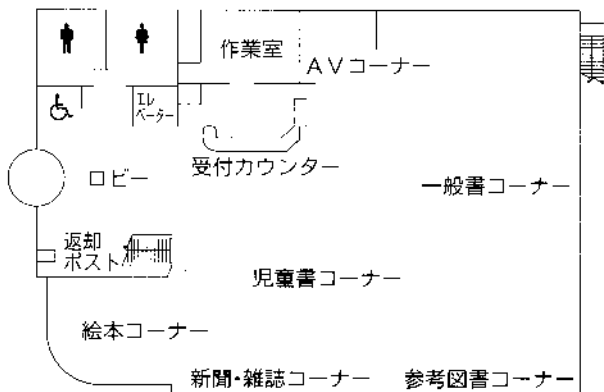 作業室
AVコーナー
エレ
ベーター
受付カウンター
ロビー
一般書コーナー
返却
ポスト
児童書コーナー
絵本コーナー
新聞・雑誌コーナー
参考図書コーナー